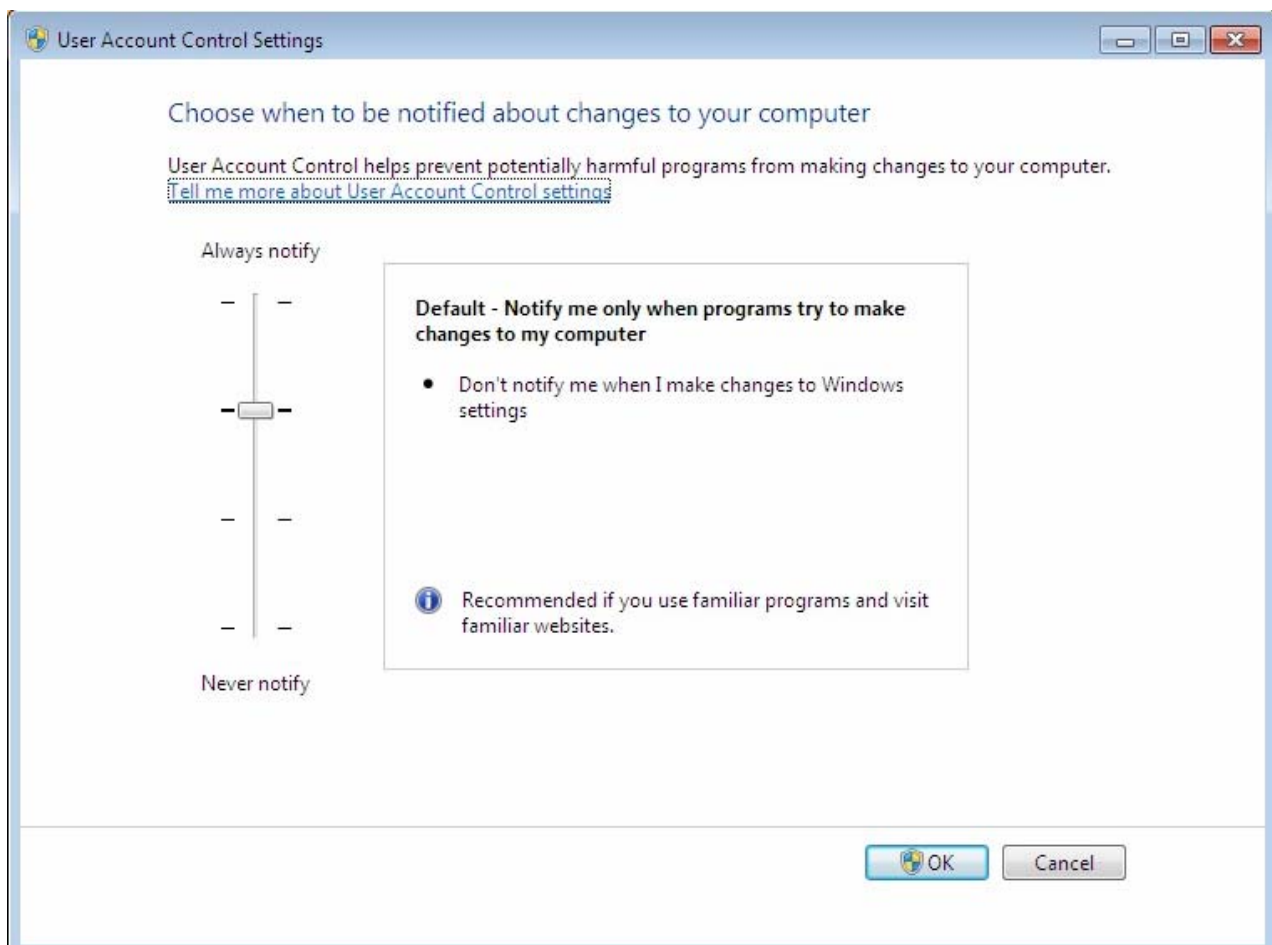 User Account Control Settings
Choose when to be notified about changes to your computer
User Account Control helps prevent potentially harmful programs from making changes to your computer.
Tell me more about User Account Control settings
Always notify
Default - Notify me only when programs try to make
changes to my computer
• Don't notify me when I make changes to Windows
settings
Recommended if you use familiar programs and visit
familiar websites.
Never notify
OK
Cancel